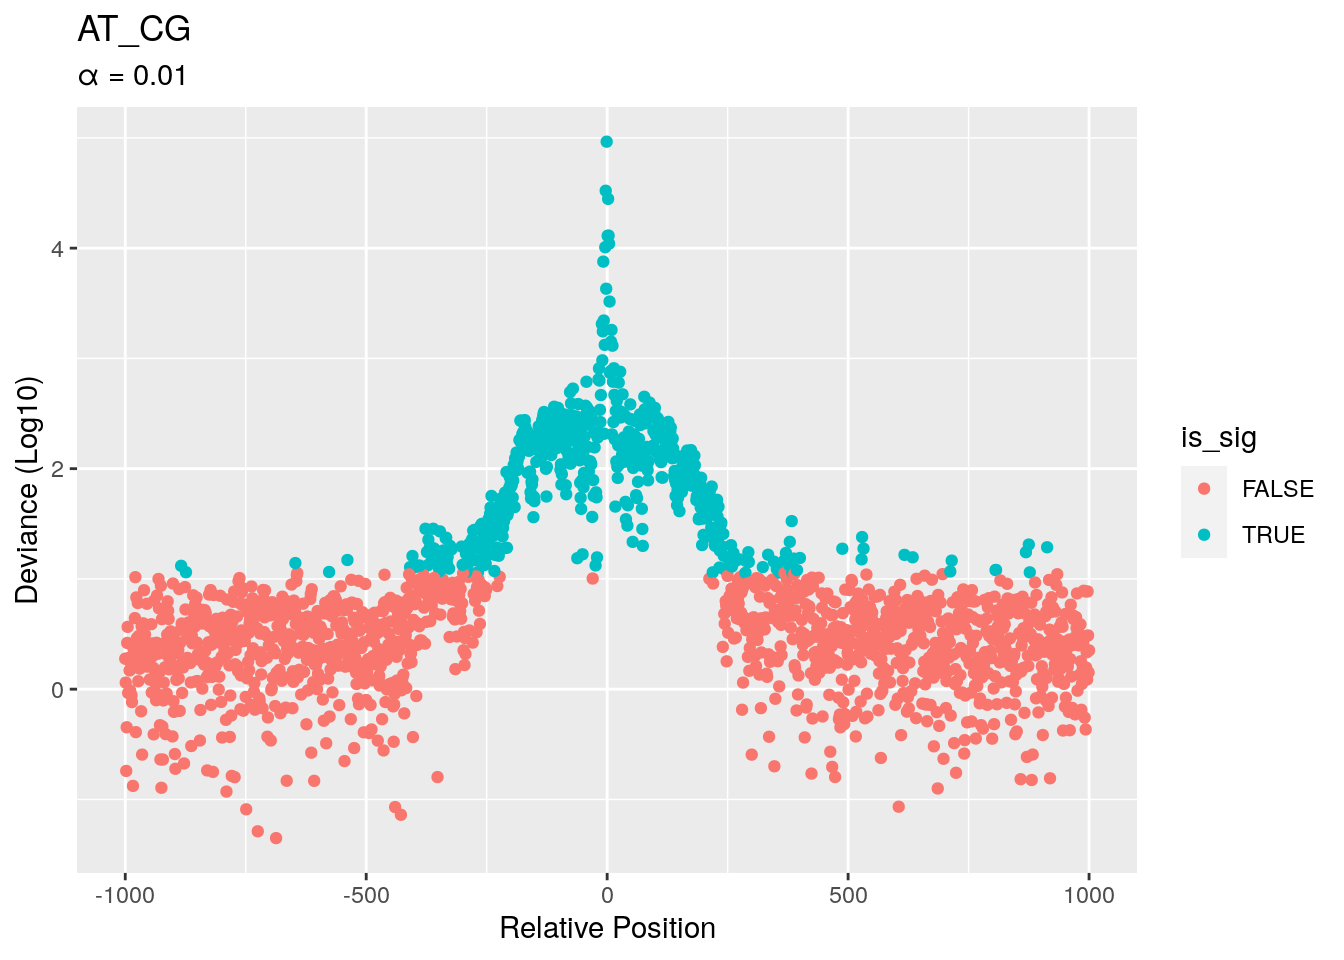 AT_CG
α = 0.01
Deviance (Log10)
4
2
0
-1000
-500
0
500
1000
Relative Position
is_sig
FALSE
TRUE